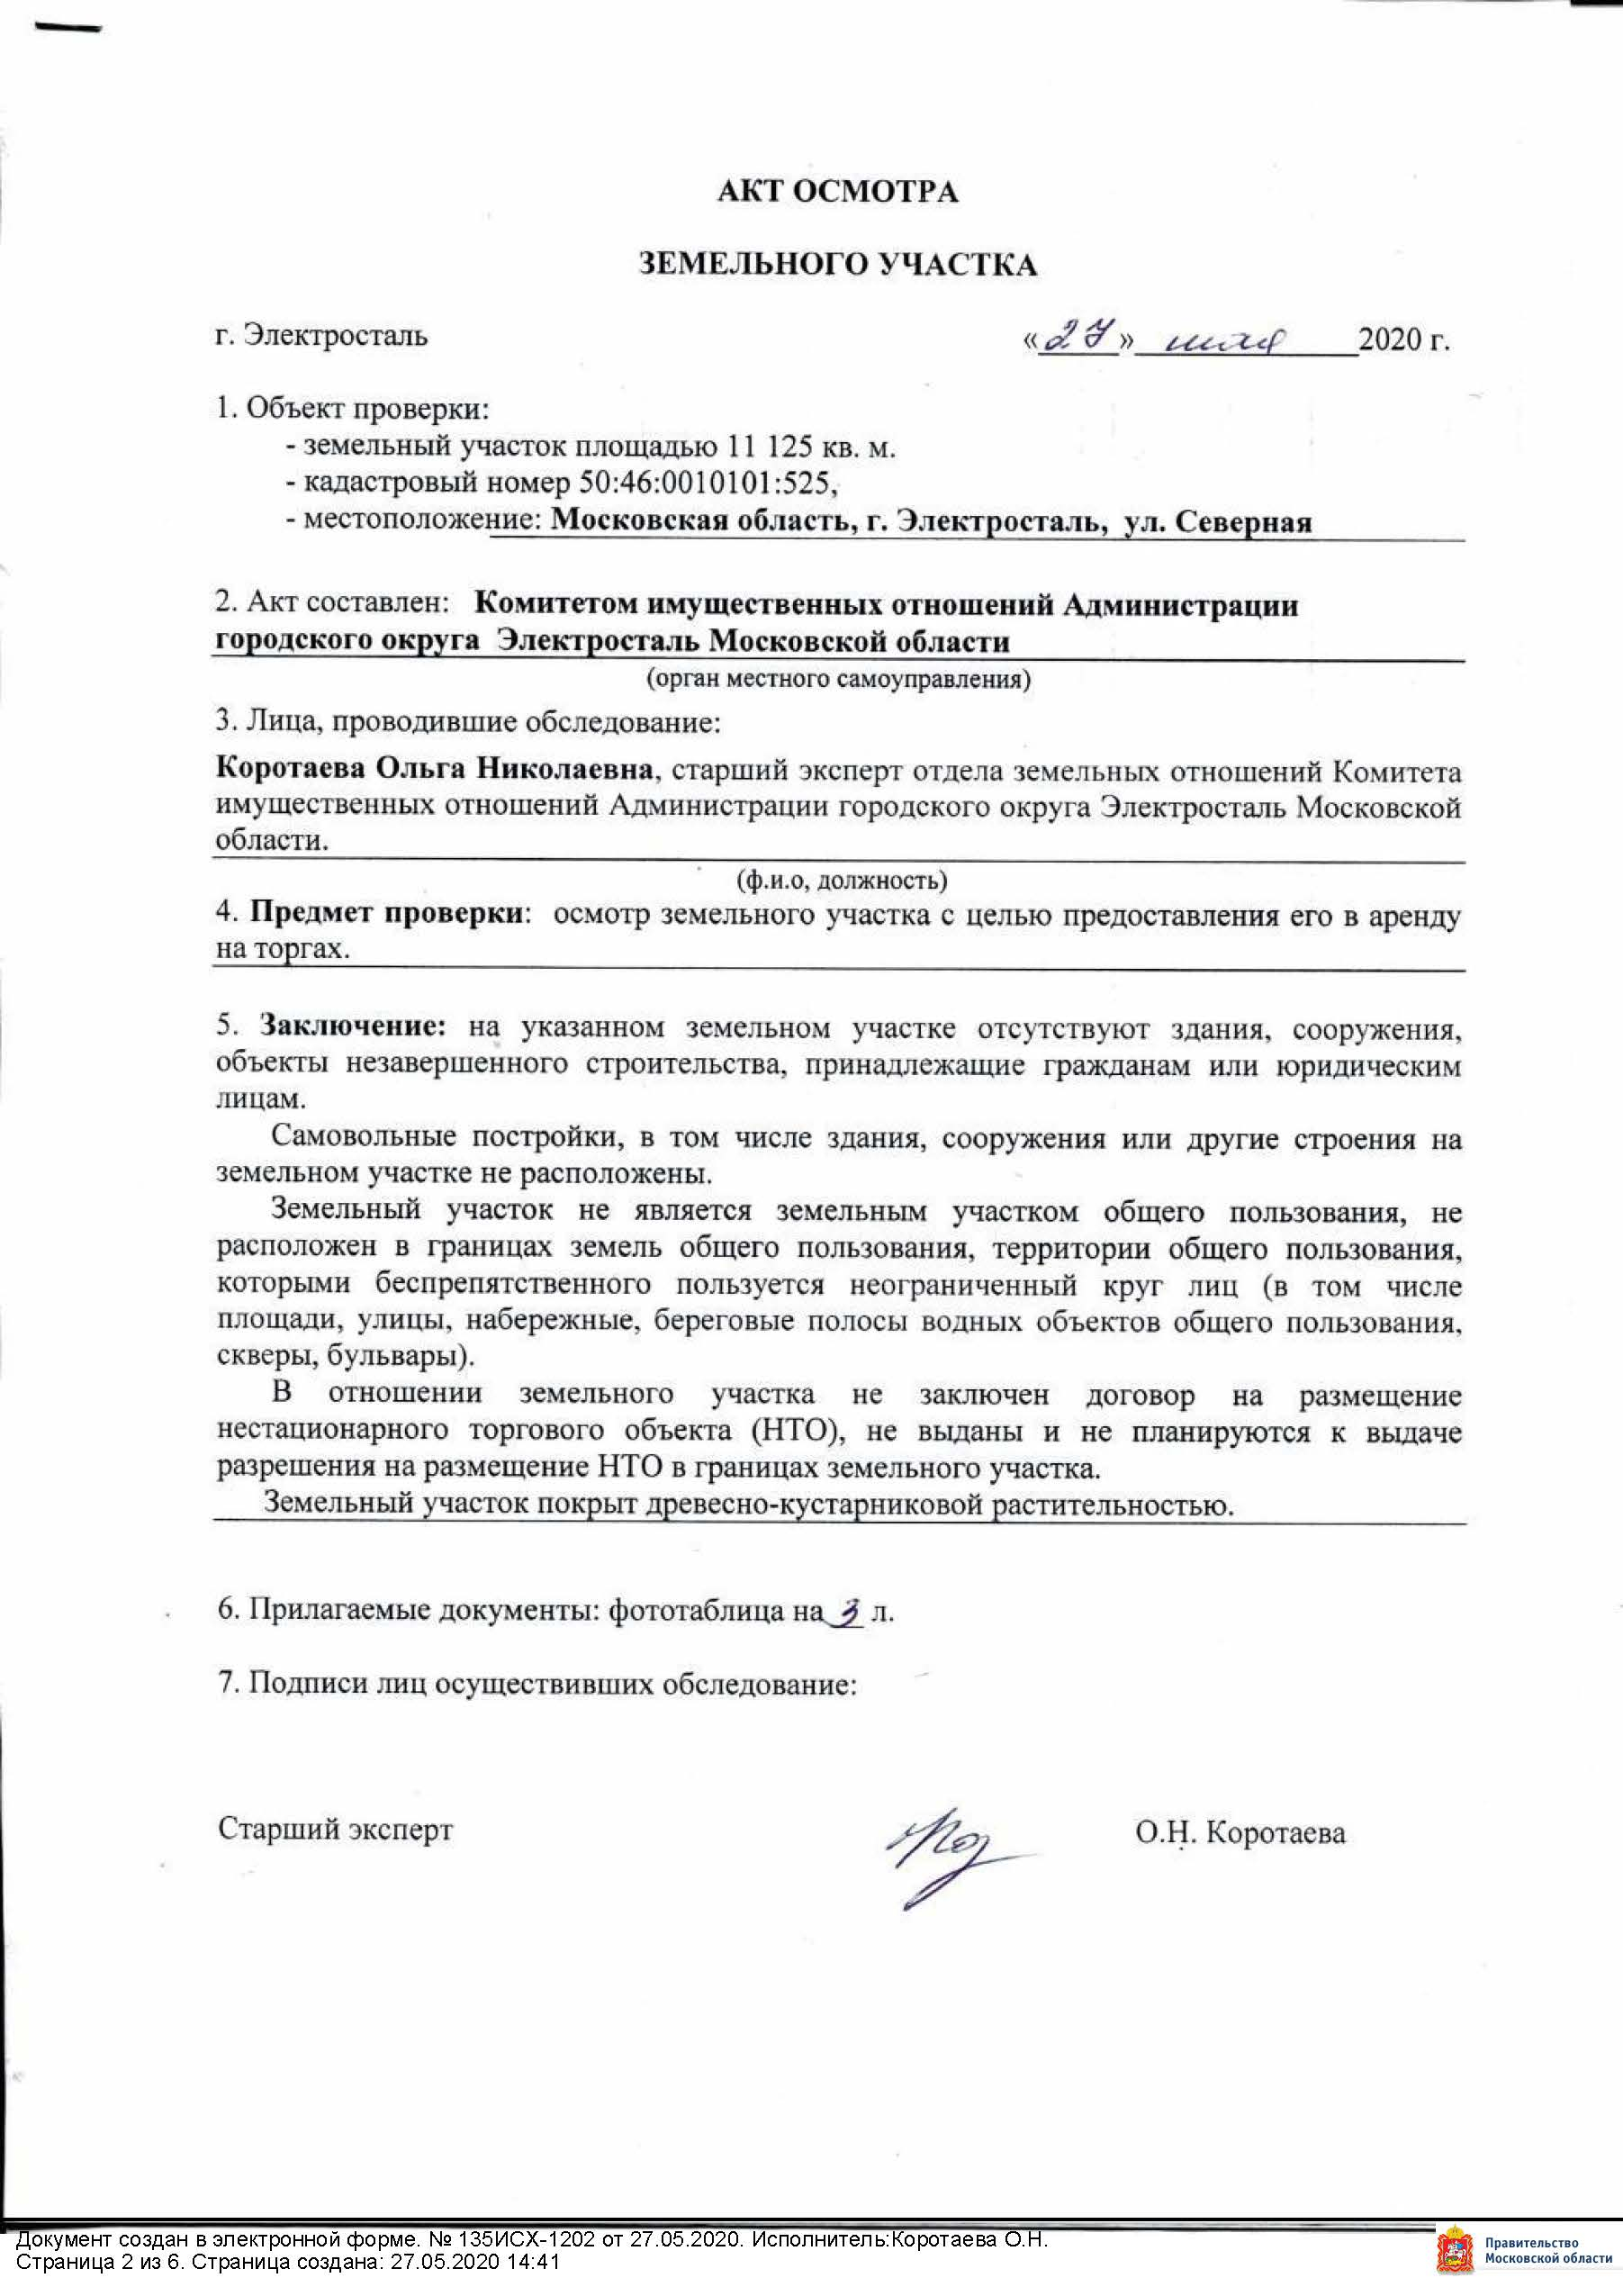 АКТ ОСМОТРА
ЗЕМЕЛЬНОГО УЧАСТКА
г. Электросталь «27» мая 2020 г.
1. Объект проверки:
- земельный участок площадью 11 125 кв. м.
- кадастровый номер 50:46:0010101:525,
- местоположение: Московская область, г. Электросталь, ул. Северная
2. Акт составлен: Комитетом имущественных отношений Администрации
городского округа Электросталь Московской области
(орган местного самоуправления)
3. Лица, проводившие обследование:
Коротаева Ольга Николаевна, старший эксперт отдела земельных отношений Комитета
имущественных отношений Администрации городского округа Электросталь Московской
области.
(ф.и.о, должность)
4. Предмет проверки: осмотр земельного участка с целью предоставления его в аренду
на торгах.
5. Заключение: на указанном земельном участке отсутствуют здания, сооружения,
объекты незавершенного строительства, принадлежащие гражданам или юридическим
лицам.
Самовольные постройки, в том числе здания, сооружения или другие строения на
земельном участке не расположены.
Земельный участок не является земельным участком общего пользования, не
расположен в границах земель общего пользования, территории общего пользования,
которыми беспрепятственного пользуется неограниченный круг лиц (в том числе
площади, улицы, набережные, береговые полосы водных объектов общего пользования,
скверы, бульвары).
В отношении земельного участка не заключен договор на размещение
нестационарного торгового объекта (НТО), не выданы и не планируются к выдаче
разрешения на размещение НТО в границах земельного участка.
Земельный участок покрыт древесно-кустарниковой растительностью.
6. Прилагаемые документы: фототаблица на 3 л.
7. Подписи лиц осуществивших обследование:
Старший эксперт О.Н. Коротаева
Документ создан в электронной форме. № 135ИСХ-1202 от 27.05.2020. Исполнитель:Коротаева О.Н.
Страница 2 из 6. Страница создана: 27.05.2020 14:41
Правительство
Московской области